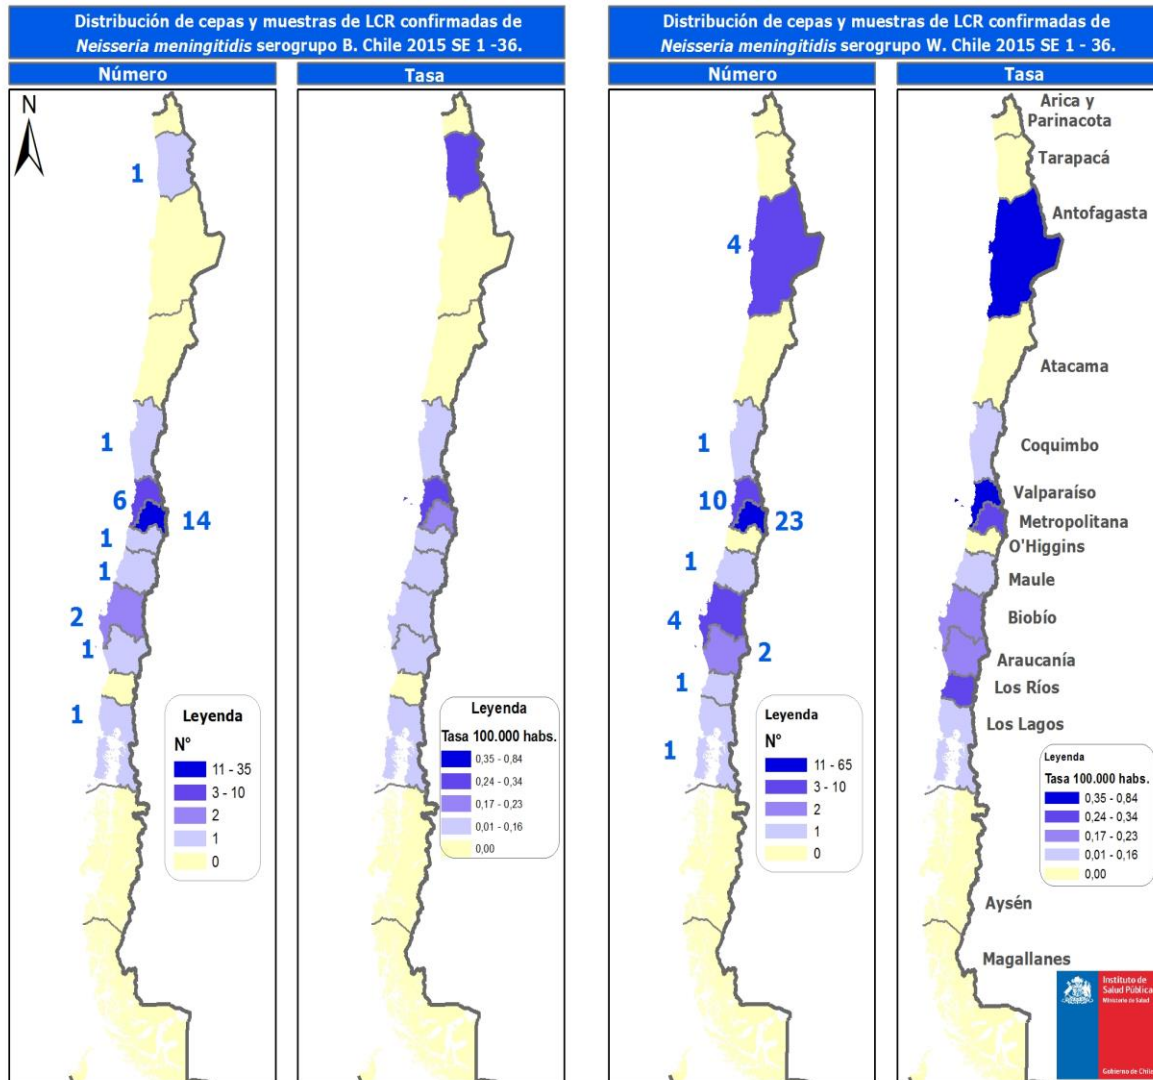 Distribución de cepas y muestras de LCR confirmadas de
Neisseria meningitidis serogrupo B. Chile 2015 SE 1 -36.
Número
Tasa
N
1
1
6
14
1
1
2
1
1
Leyenda
N°
11 - 35
3 - 10
2
1
0
Leyenda
Tasa 100.000 habs.
0,35 - 0,84
0,24 - 0,34
0,17 - 0,23
0,01 - 0,16
0,00
Distribución de cepas y muestras de LCR confirmadas de
Neisseria meningitidis serogrupo W. Chile 2015 SE 1 - 36.
Número
Tasa
4
1
10
23
1
4
2
1
1
Leyenda
N°
11 - 65
3 - 10
2
1
0
Arica y
Parinacota
Tarapacá
Antofagasta
Atacama
Coquimbo
Valparaíso
Metropolitana
O'Higgins
Maule
Biobío
Araucanía
Los Ríos
Los Lagos
Leyenda
Tasa 100.000 habs.
0,35 - 0,84
0,24 - 0,34
0,17 - 0,23
0,01 - 0,16
0,00
Aysén
Magallanes
Instituto de
Salud Pública
Ministerio de Salud
Gobierno de Chile